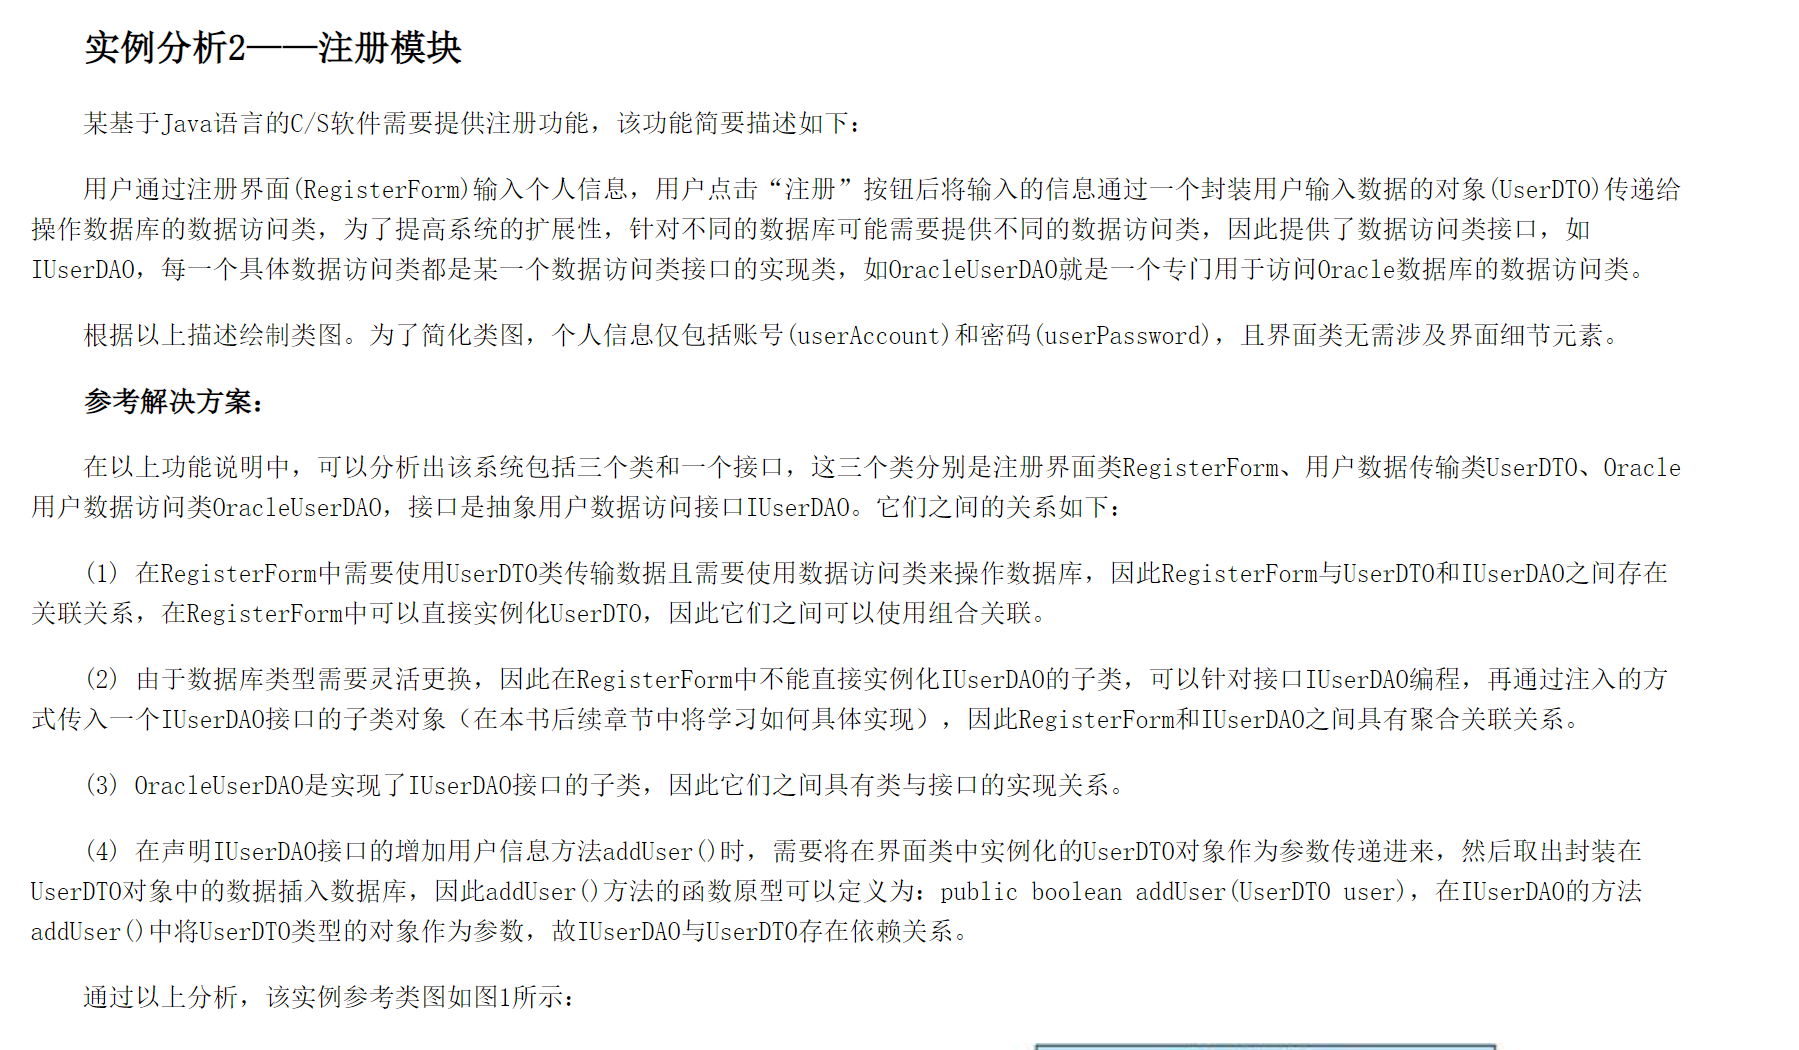 实例分析2——注册模块
某基于Java语言的C/S软件需要提供注册功能，该功能简要描述如下：
用户通过注册界面(RegisterForm)输入个人信息，用户点击“注册”按钮后将输入的信息通过一个封装用户输入数据的对象(UserDTO)传递给
操作数据库的数据访问类，为了提高系统的扩展性，针对不同的数据库可能需要提供不同的数据访问类，因此提供了数据访问类接口，如
IUserDAO，每一个具体数据访问类都是某一个数据访问类接口的实现类，如OracleUserDAO就是一个专门用于访问Oracle数据库的数据访问类。
根据以上描述绘制类图。为了简化类图，个人信息仅包括账号(userAccount)和密码(userPassword)，且界面类无需涉及界面细节元素。
参考解决方案：
在以上功能说明中，可以分析出该系统包括三个类和一个接口，这三个类分别是注册界面类RegisterForm、用户数据传输类UserDTO、Oracle
用户数据访问类OracleUserDAO，接口是抽象用户数据访问接口IUserDAO。它们之间的关系如下：
(1) 在RegisterForm中需要使用UserDTO类传输数据且需要使用数据访问类来操作数据库，因此RegisterForm与UserDTO和IUserDAO之间存在
关联关系，在RegisterForm中可以直接实例化UserDTO，因此它们之间可以使用组合关联。
(2) 由于数据库类型需要灵活更换，因此在RegisterForm中不能直接实例化IUserDAO的子类，可以针对接口IUserDAO编程，再通过注入的方
式传入一个IUserDAO接口的子类对象（在本书后续章节中将学习如何具体实现），因此RegisterForm和IUserDAO之间具有聚合关联关系。
(3) OracleUserDAO是实现了IUserDAO接口的子类，因此它们之间具有类与接口的实现关系。
(4) 在声明IUserDAO接口的增加用户信息方法addUser()时，需要将在界面类中实例化的UserDTO对象作为参数传递进来，然后取出封装在
UserDTO对象中的数据插入数据库，因此addUser()方法的函数原型可以定义为：public boolean addUser(UserDTO user)，在IUserDAO的方法
addUser()中将UserDTO类型的对象作为参数，故IUserDAO与UserDTO存在依赖关系。
通过以上分析，该实例参考类图如图1所示：